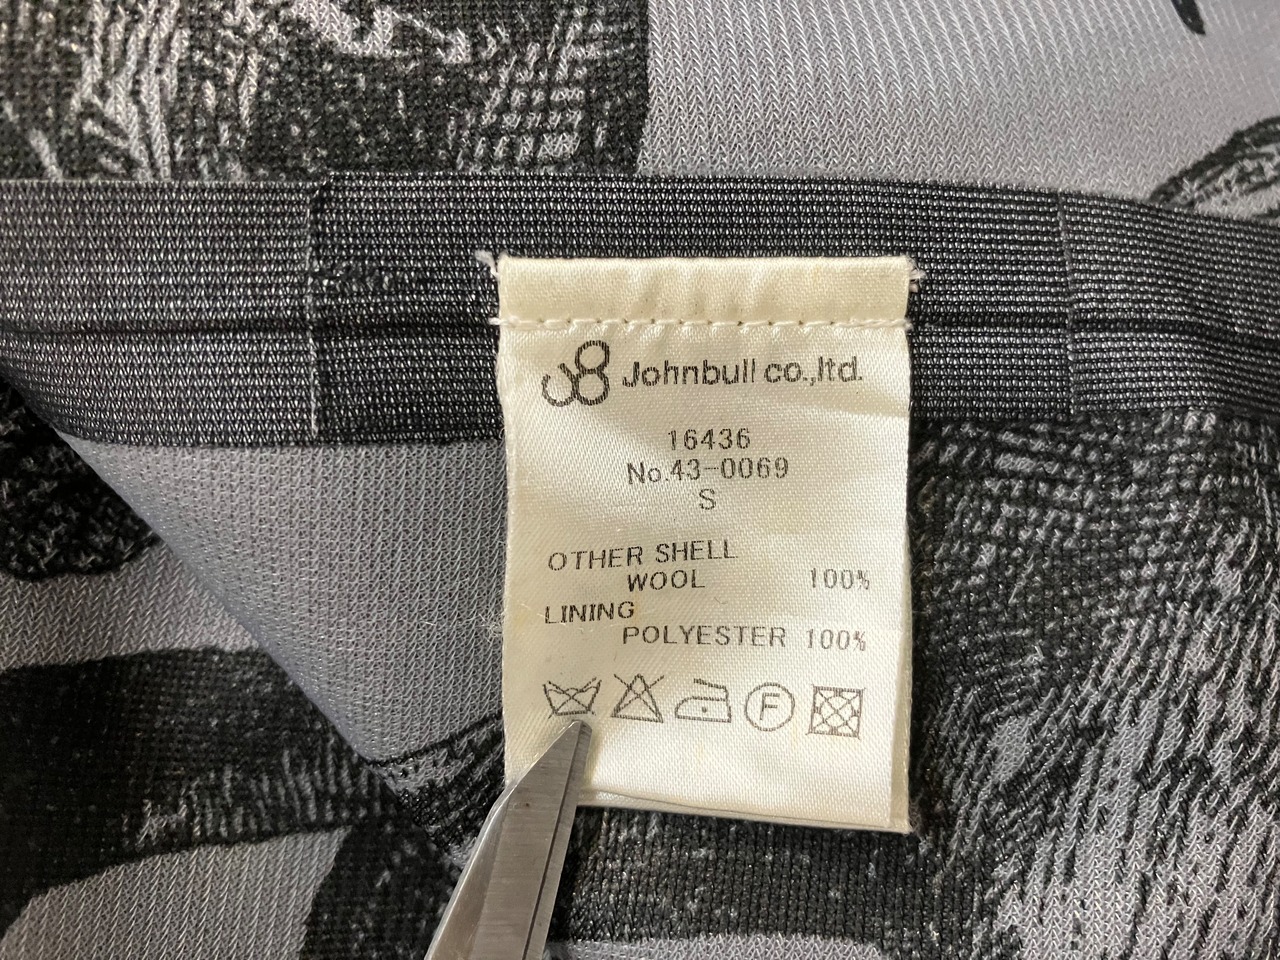 Johnbull co.,ltd.
16436
No.43-0069
S
OTHER SHELL
WOOL 100%
LINING
POLYESTER 100%
F